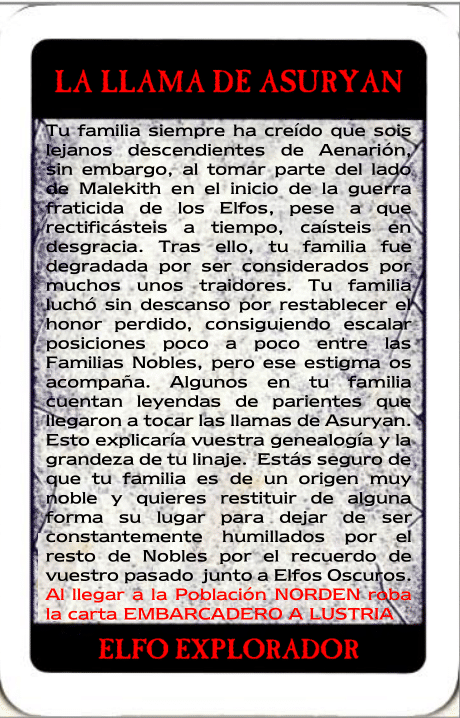 LA LLAMA DE ASURYAN
Tu familia siempre ha creído que sois
lejanos descendientes de Aenarión,
sin embargo, al tomar parte del lado
de Malekith en el inicio de la guerra
fraticida de los Elfos, pese a que
rectificásteis a tiempo, caísteis en
desgracia. Tras ello, tu familia fue
degradada por ser considerados por
muchos unos traidores. Tu familia
luchó sin descanso por restablecer el
honor perdido, consiguiendo escalar
posiciones poco a poco entre las
Familias Nobles, pero ese estigma os
acompaña. Algunos en tu familia
cuentan leyendas de parientes que
llegaron a tocar las llamas de Asuryan.
Esto explicaría vuestra genealogía y la
grandeza de tu linaje. Estás seguro de
que tu familia es de un origen muy
noble y quieres restituir de alguna
forma su lugar para dejar de ser
constantemente humillados por el
resto de Nobles por el recuerdo de
vuestro pasado junto a Elfos Oscuros.
Al llegar a la Población NORDEN roba
la carta EMBARCADERO A LUSTRIA
ELFO EXPLORADOR